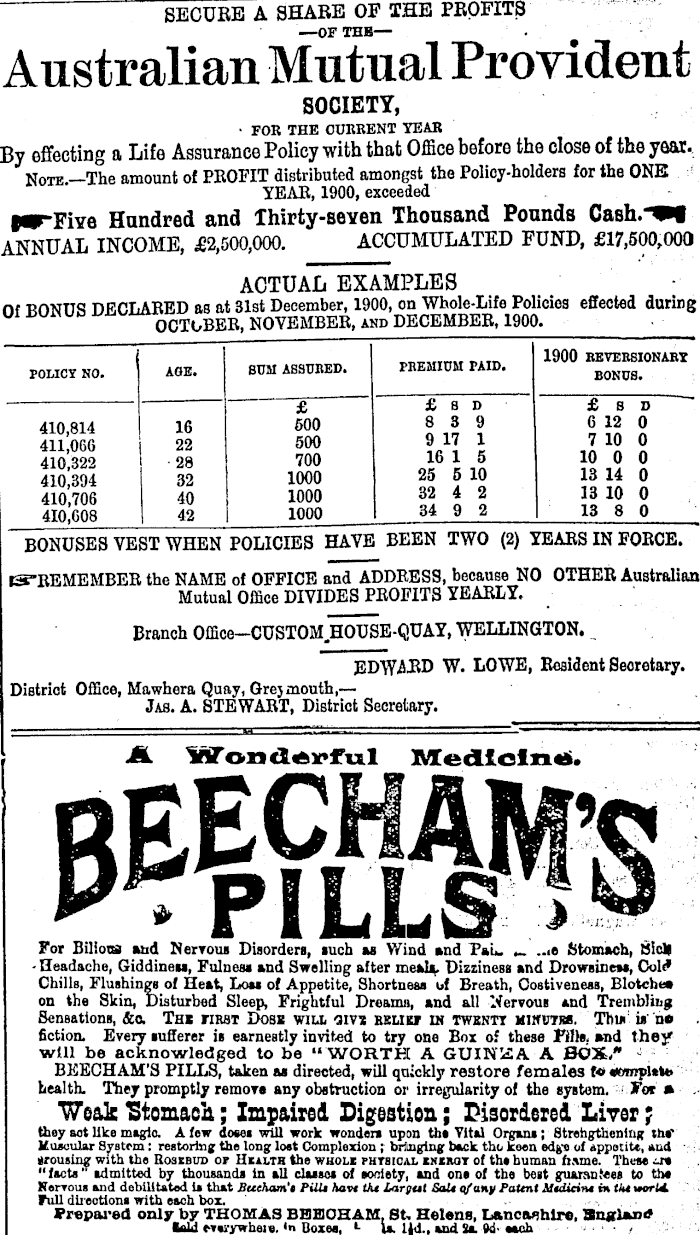 SECURE A SHARE OF THE PROFITS
—OF THE—
Australian Mutual Provident
SOCIETY,
FOR THE CURRENT YEAR
By effecting a Life Assurance Policy with that Office before the close of the year.
NOTE.—The amount of PROFIT distributed amongst the Policy-holders for the ONE
YEAR, 1900, exceeded
Five Hundred and Thirty-seven Thousand Pounds Cash.
ANNUAL INCOME, £2,500,000. ACCUMULATED FUND, £17,500,000
ACTUAL EXAMPLES
Of BONUS DECLARED as at 31st December, 1900, on Whole-Life Policies effected during
OCTOBER, NOVEMBER, AND DECEMBER, 1900.
POLICY NO. AGE. SUM ASSURED. PREMIUM PAID. 1900 REVERSIONARY
BONUS.
£ £ S D £ S D
410,814 16 500 8 3 9 6 12 0
411,066 22 500 9 17 1 7 10 0
410,322 28 700 16 1 5 10 0 0
410,394 32 1000 25 5 10 13 14 0
410,706 40 1000 32 4 2 13 10 0
410,608 42 1000 34 9 2 13 8 0
BONUSES VEST WHEN POLICIES HAVE BEEN TWO (2) YEARS IN FORCE.
REMEMBER the NAME of OFFICE and ADDRESS, because NO OTHER Australian
Mutual Office DIVIDES PROFITS YEARLY.
Branch Office—CUSTOM HOUSE-QUAY, WELLINGTON.
EDWARD W. LOWE, Resident Secretary.
District Office, Mawhera Quay, Greymouth,—
JAS. A. STEWART, District Secretary.
A Wonderful Medicine.
BEECHAM'S
PILLS
For Bilious and Nervous Disorders, such as Wind and Stomach, Sick
Headache, Giddiness, Fulness and Swelling after meals, Dizziness and Drowsiness, Cold
Chills, Flushings of Heat, Loss of Appetite, Shortness of Breath, Costiveness, Blotches
on the Skin, Disturbed Sleep, Frightful Dreams, and all Nervous and Trembling
Sensations, &c. THE FIRST DOSE WILL GIVE RELIEF IN TWENTY MINUTES. This is no
fiction. Every sufferer is earnestly invited to try one Box of these Pills, and they
will be acknowledged to be "WORTH A GUINEA A BOX."
BEECHAM'S PILLS, taken as directed, will quickly restore females to complete
health. They promptly remove any obstruction or irregularity of the system. For a
Weak Stomach; Impaired Digestion; Disordered Liver;
they act like magic. A few doses will work wonders upon the Vital Organs; Strengthening the
Muscular System; restoring the long lost Complexion; bringing back the keen edge of appetite, and
arousing with the ROSEBUD OF HEALTH the WHOLE PHYSICAL ENERGY of the human frame. These are
"facts" admitted by thousands in all classes of society, and one of the best guarantees to the
Nervous and debilitated is that Beecham's Pills have the Largest Sale of any Patent Medicine in the world
Full directions with each box.
Prepared only by THOMAS BEECHAM, St. Helens, Lancashire, England
Sold everywhere, in Boxes, 1s. 1½d., and 2s. 9d. each